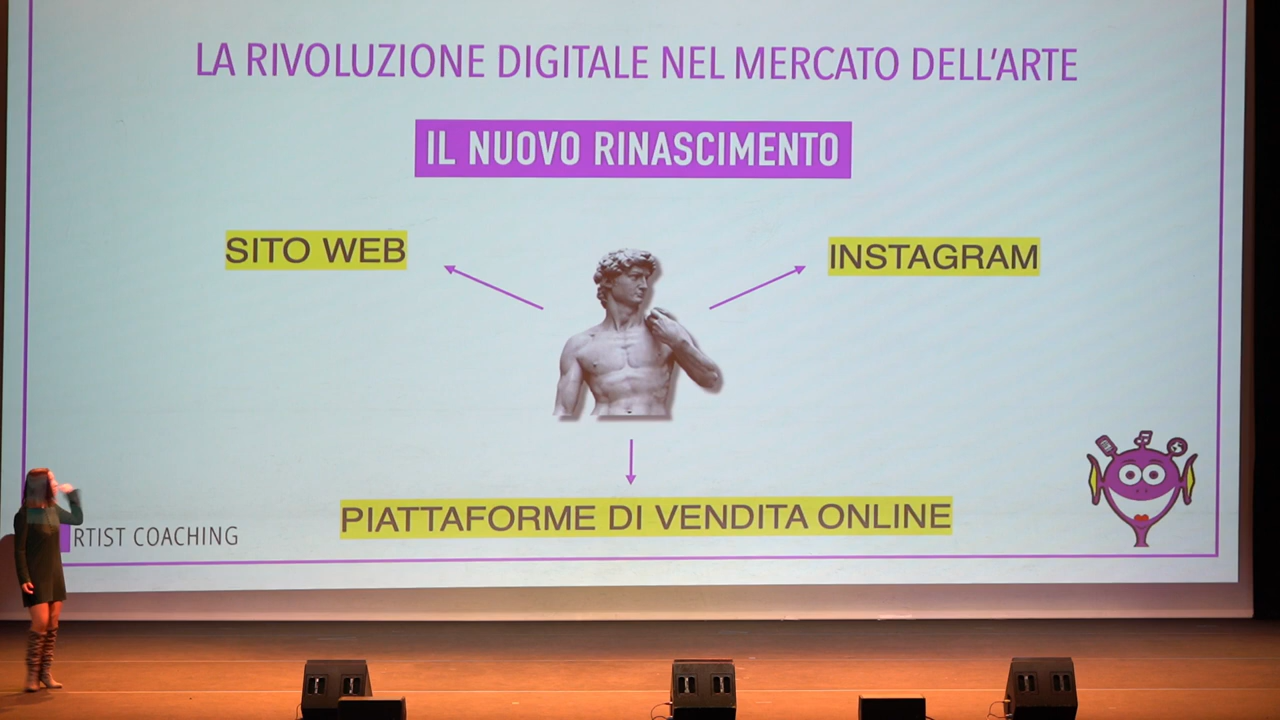 LA RIVOLUZIONE DIGITALE NEL MERCATO DELL'ARTE
IL NUOVO RINASCIMENTO
SITO WEB
INSTAGRAM
PIATTAFORME DI VENDITA ONLINE
RTIST COACHING